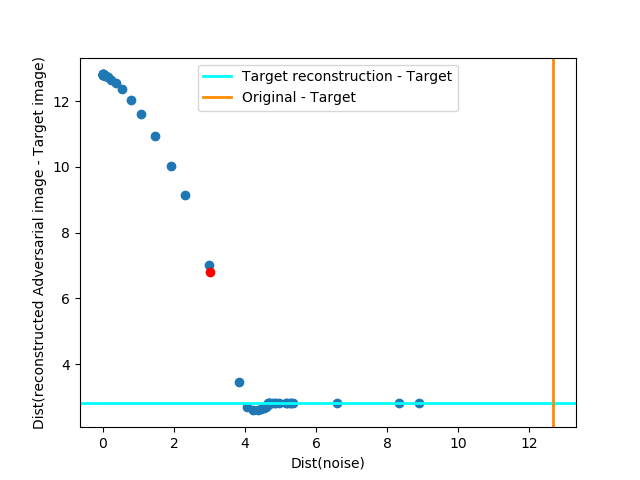 Target reconstruction - Target
Original - Target
12
10
8
6
4
0 2 4 6 8 10 12
Dist(noise)
Dist(reconstructed Adversarial image - Target image)